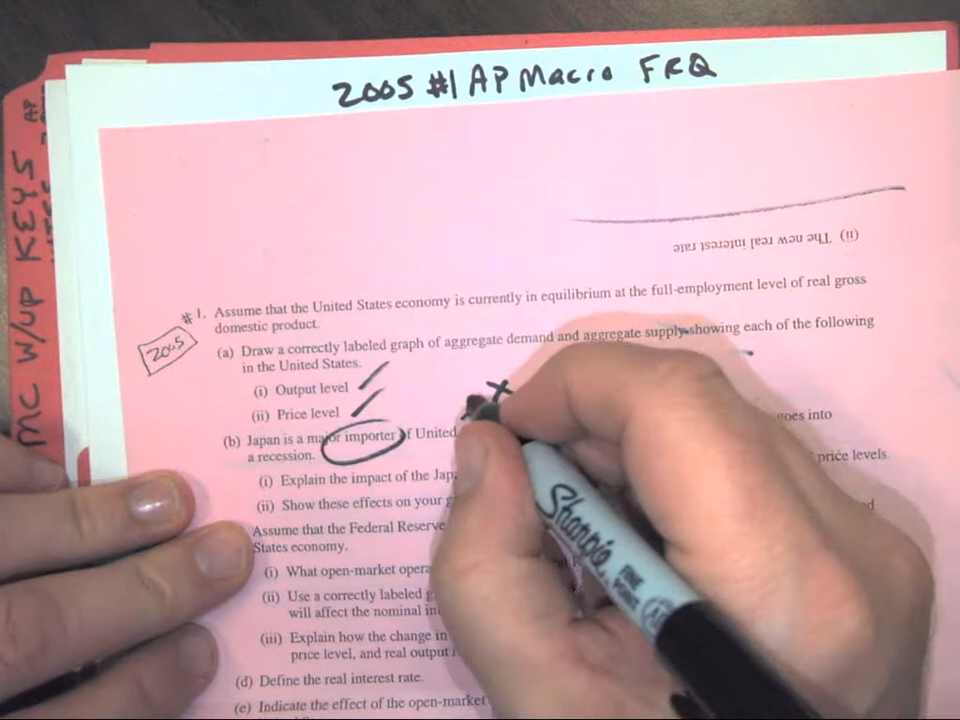 2005 #1 AP Macro FRQ
MC W/UP KEYS AP
(ii) The new real interest rate
#1. Assume that the United States economy is currently in equilibrium at the full-employment level of real gross
domestic product.
2005
(a) Draw a correctly labeled graph of aggregate demand and aggregate supply showing each of the following
in the United States.
(i) Output level
(ii) Price level
(b) Japan is a major importer of United goes into
a recession.
(i) Explain the impact of the price levels.
(ii) Show these effects on your
Assume that the Federal Reserve
States economy.
(i) What open-market
(ii) Use a correctly labeled
will affect the nominal
(iii) Explain how the change in
price level, and real output
(d) Define the real interest rate.
(e) Indicate the effect of the open-market
Sharpie
FINE
POINT